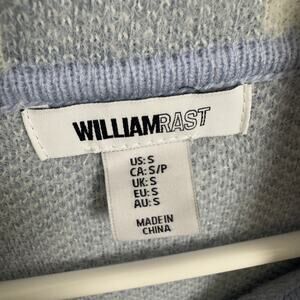 WILLIAMRAST
US: S
CA: S/P
UK: S
EU: S
AU: S
MADE IN
CHINA